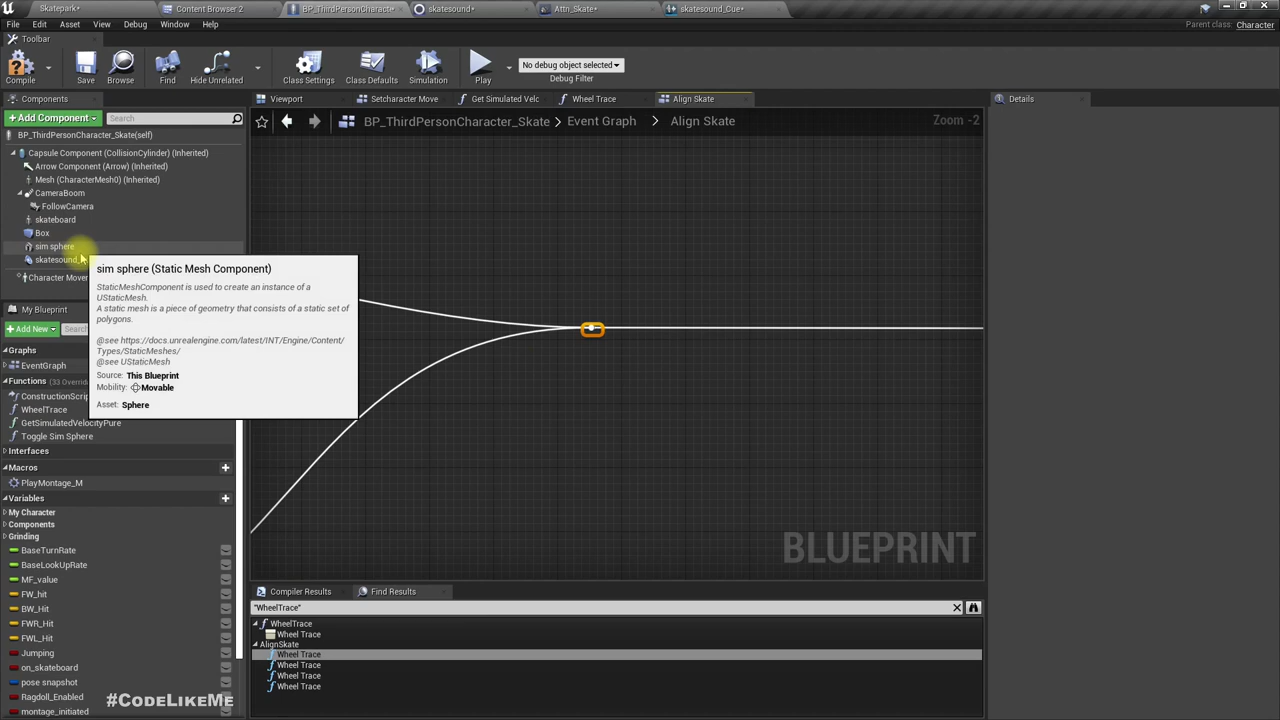 Skatepark*
Content Browser 2
BP_ThirdPersonCharacte
skatesound*
Attn_Skate*
skatesound_Cue*
File
Edit
Asset
View
Debug
Window
Help
Parent class: Character
Toolbar
Compile
Save
Browse
Find
Hide Unrelated
Class Settings
Class Defaults
Simulation
Play
No debug object selected
Debug Filter
Components
Viewport
Setcharacter Move
Get Simulated Velc
Wheel Trace
Align Skate
Details
+ Add Component
Search
BP_ThirdPersonCharacter_Skate > Event Graph > Align Skate
Zoom -2
BP_ThirdPersonCharacter_Skate(self)
Capsule Component (CollisionCylinder) (Inherited)
Arrow Component (Arrow) (Inherited)
Mesh (CharacterMesh0) (Inherited)
CameraBoom
FollowCamera
skateboard
Box
sim sphere
skatesound_
Character Mover
sim sphere (Static Mesh Component)
StaticMeshComponent is used to create an instance of a
UStaticMesh.
A static mesh is a piece of geometry that consists of a static set of
polygons.
@see https://docs.unrealengine.com/latest/INT/Engine/Content/
Types/StaticMeshes/
@see UStaticMesh
Source: This Blueprint
Mobility: Movable
Asset: Sphere
My Blueprint
+ Add New
Sear
Graphs
EventGraph
Functions (33 Overrid
ConstructionScrip
WheelTrace
GetSimulatedVelocityPure
Toggle Sim Sphere
Interfaces
Macros
PlayMontage_M
Variables
My Character
Components
Grinding
BaseTurnRate
BaseLookUpRate
MF_value
FW_hit
BW_Hit
FWR_Hit
FWL_Hit
Jumping
on_skateboard
pose snapshot
Ragdoll_Enabled
montage_initiated
#CodeLikeMe
BLUEPRINT
Compiler Results
Find Results
"WheelTrace"
WheelTrace
Wheel Trace
AlignSkate
Wheel Trace
Wheel Trace
Wheel Trace
Wheel Trace